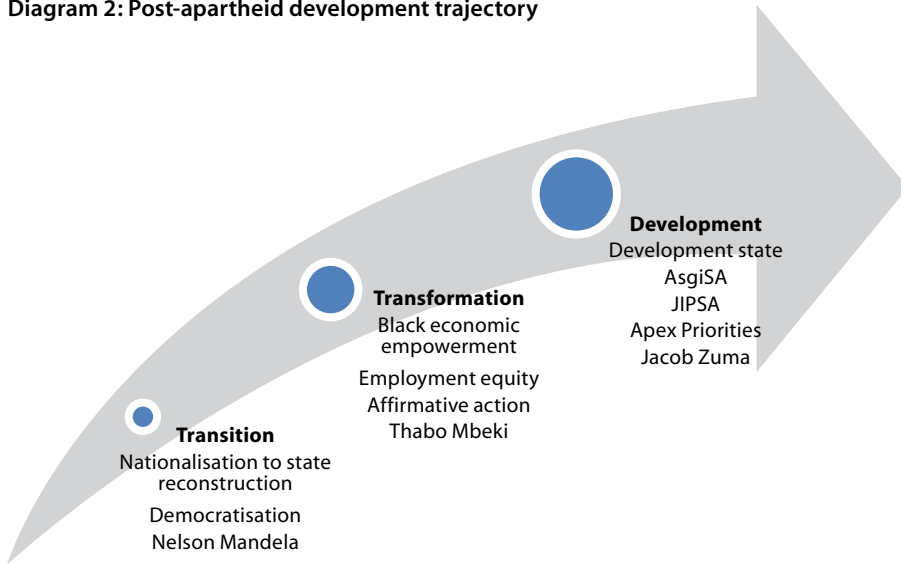 Diagram 2: Post-apartheid development trajectory
Development
Development state
AsgiSA
JIPSA
Apex Priorities
Jacob Zuma
Transformation
Black economic
empowerment
Employment equity
Affirmative action
Thabo Mbeki
Transition
Nationalisation to state
reconstruction
Democratisation
Nelson Mandela